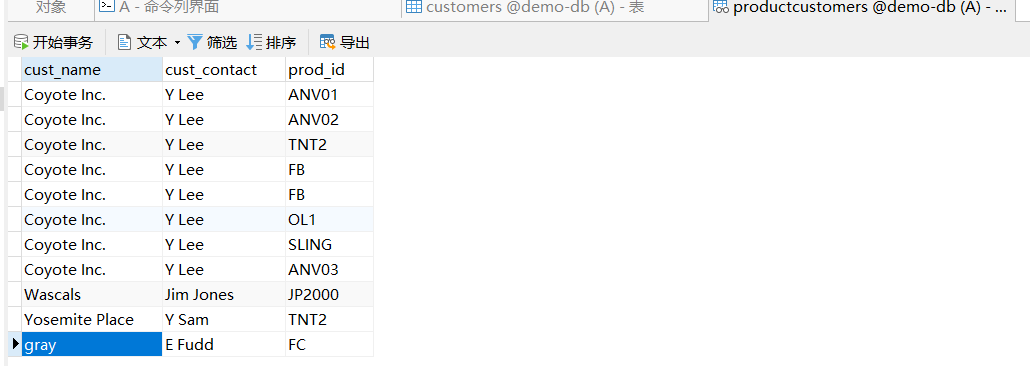 对象 A - 命令列界面 customers @demo-db (A) - 表 productcustomers @demo-db (A) - ...
开始事务 文本 筛选 排序 导出
cust_name cust_contact prod_id
Coyote Inc. Y Lee ANV01
Coyote Inc. Y Lee ANV02
Coyote Inc. Y Lee TNT2
Coyote Inc. Y Lee FB
Coyote Inc. Y Lee FB
Coyote Inc. Y Lee OL1
Coyote Inc. Y Lee SLING
Coyote Inc. Y Lee ANV03
Wascals Jim Jones JP2000
Yosemite Place Y Sam TNT2
gray E Fudd FC